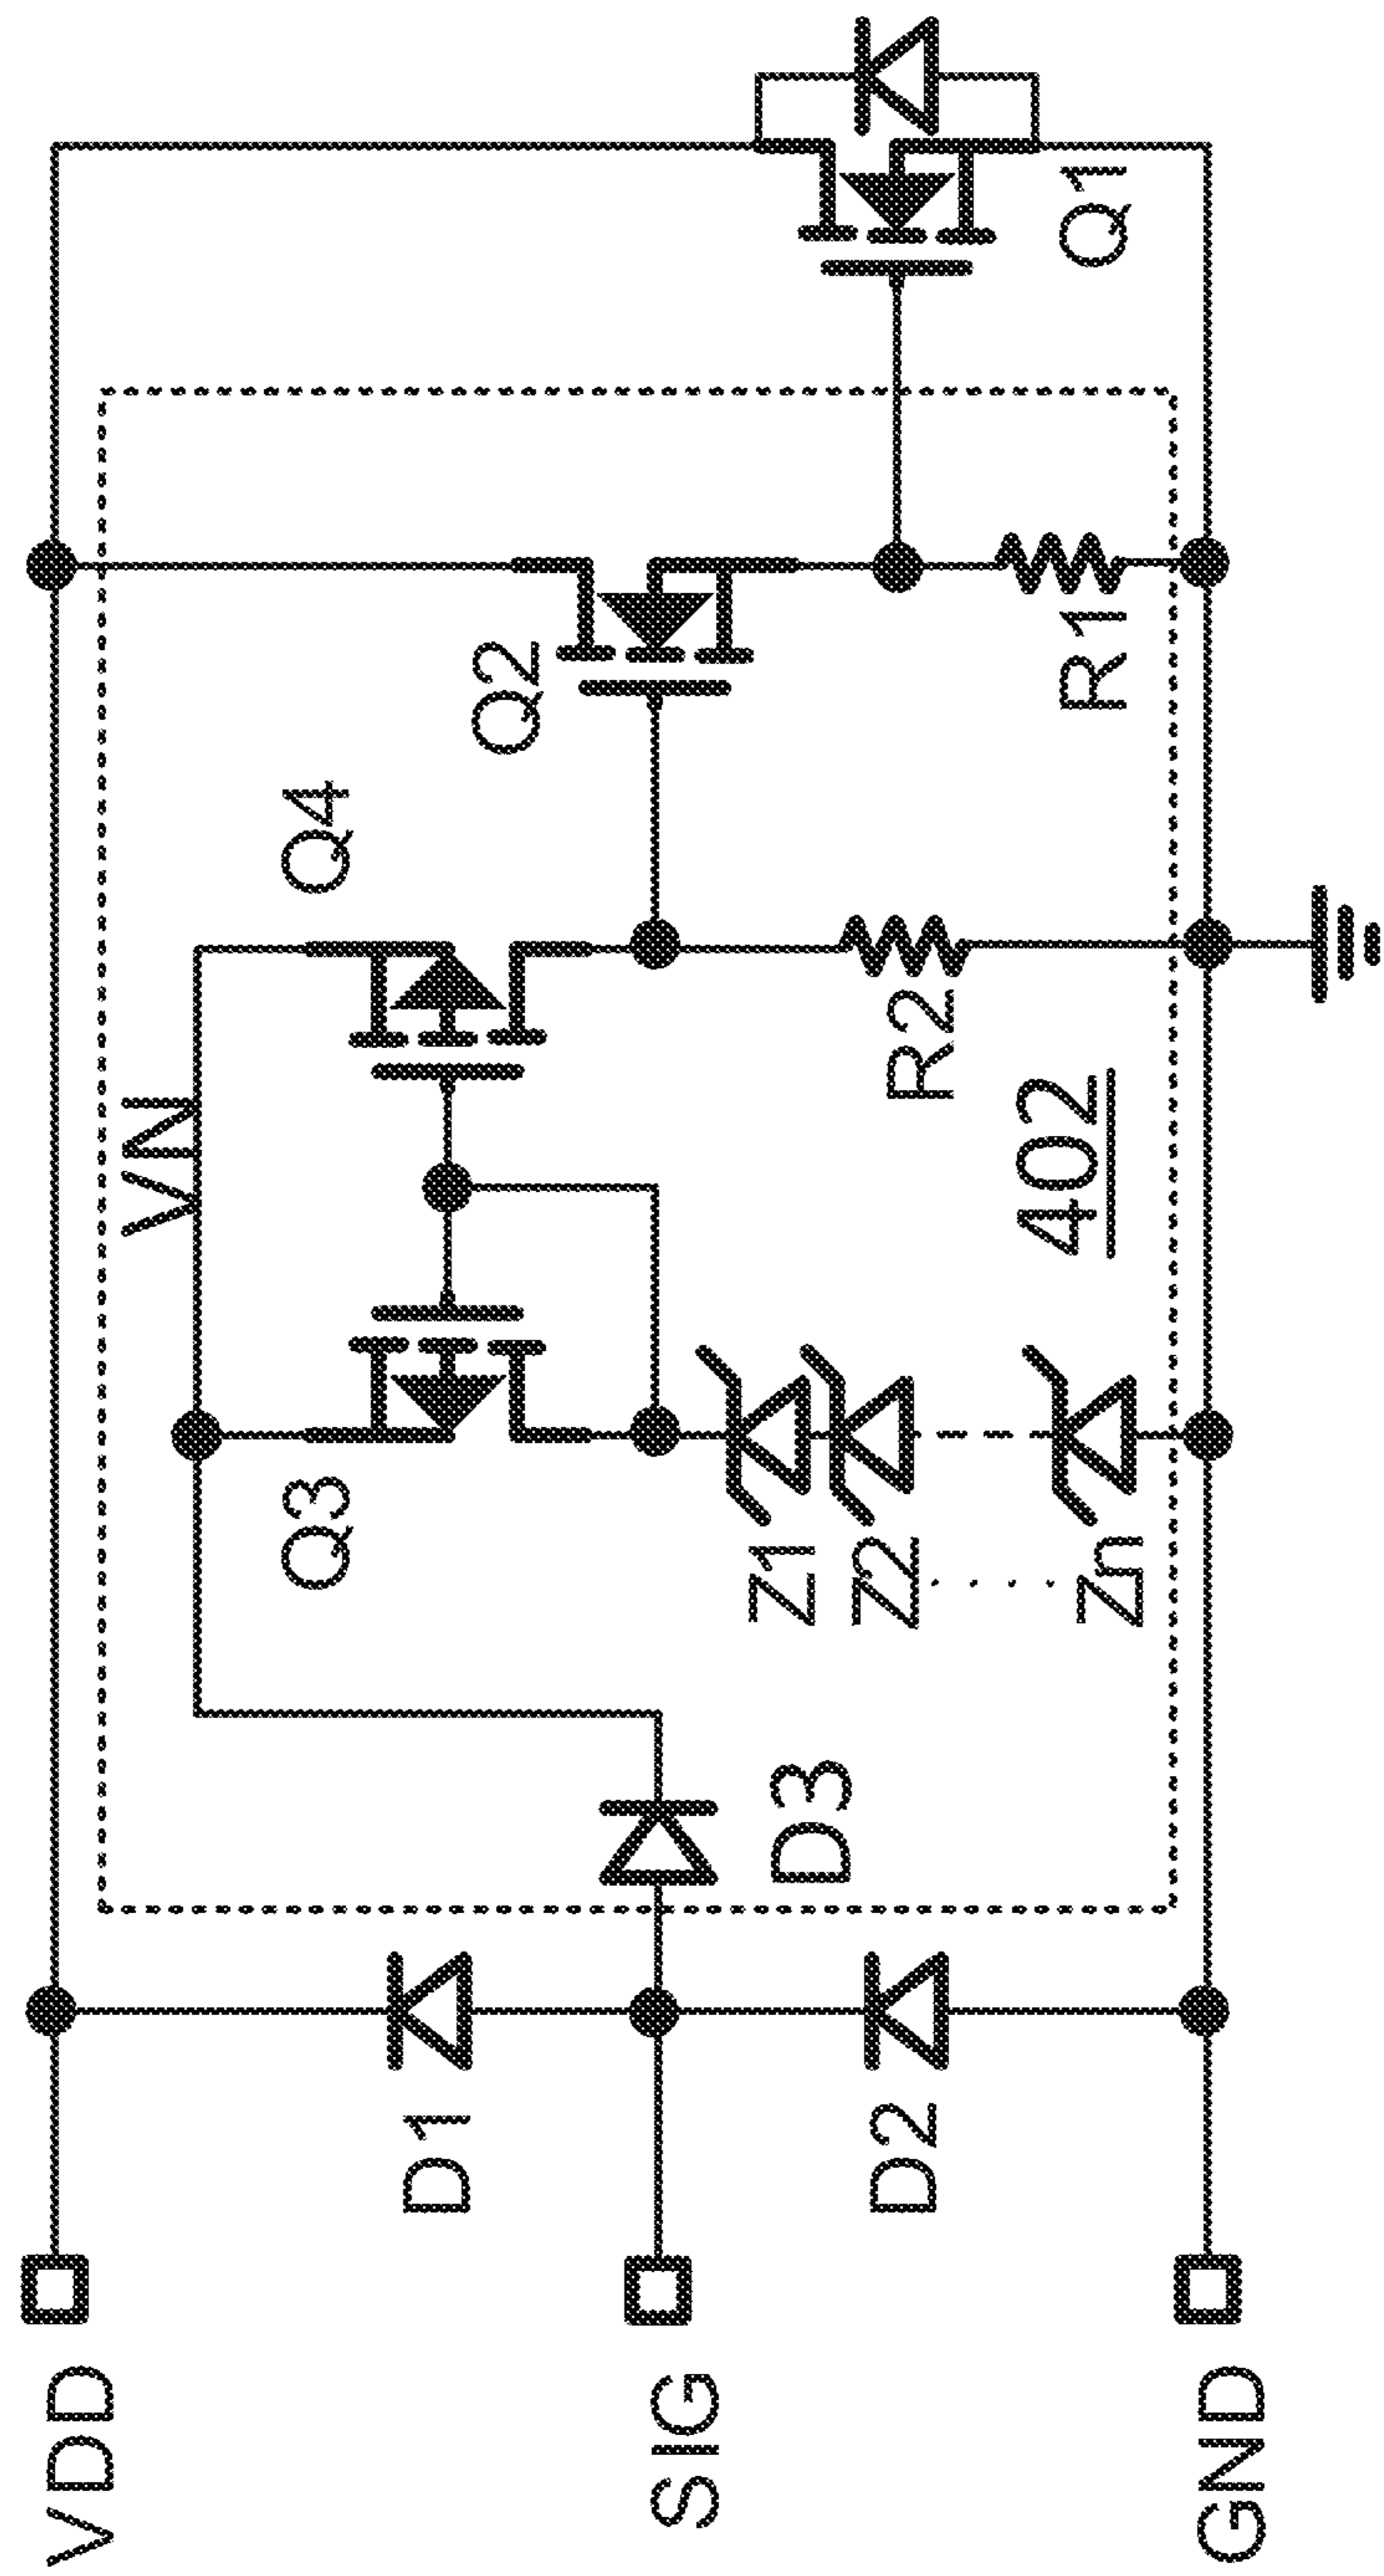 VDD
SIG
GND
D1
D2
D3
VN
Q3
Q4
Z1
Z2
.....
Zn
402
R2
Q2
R1
Q1